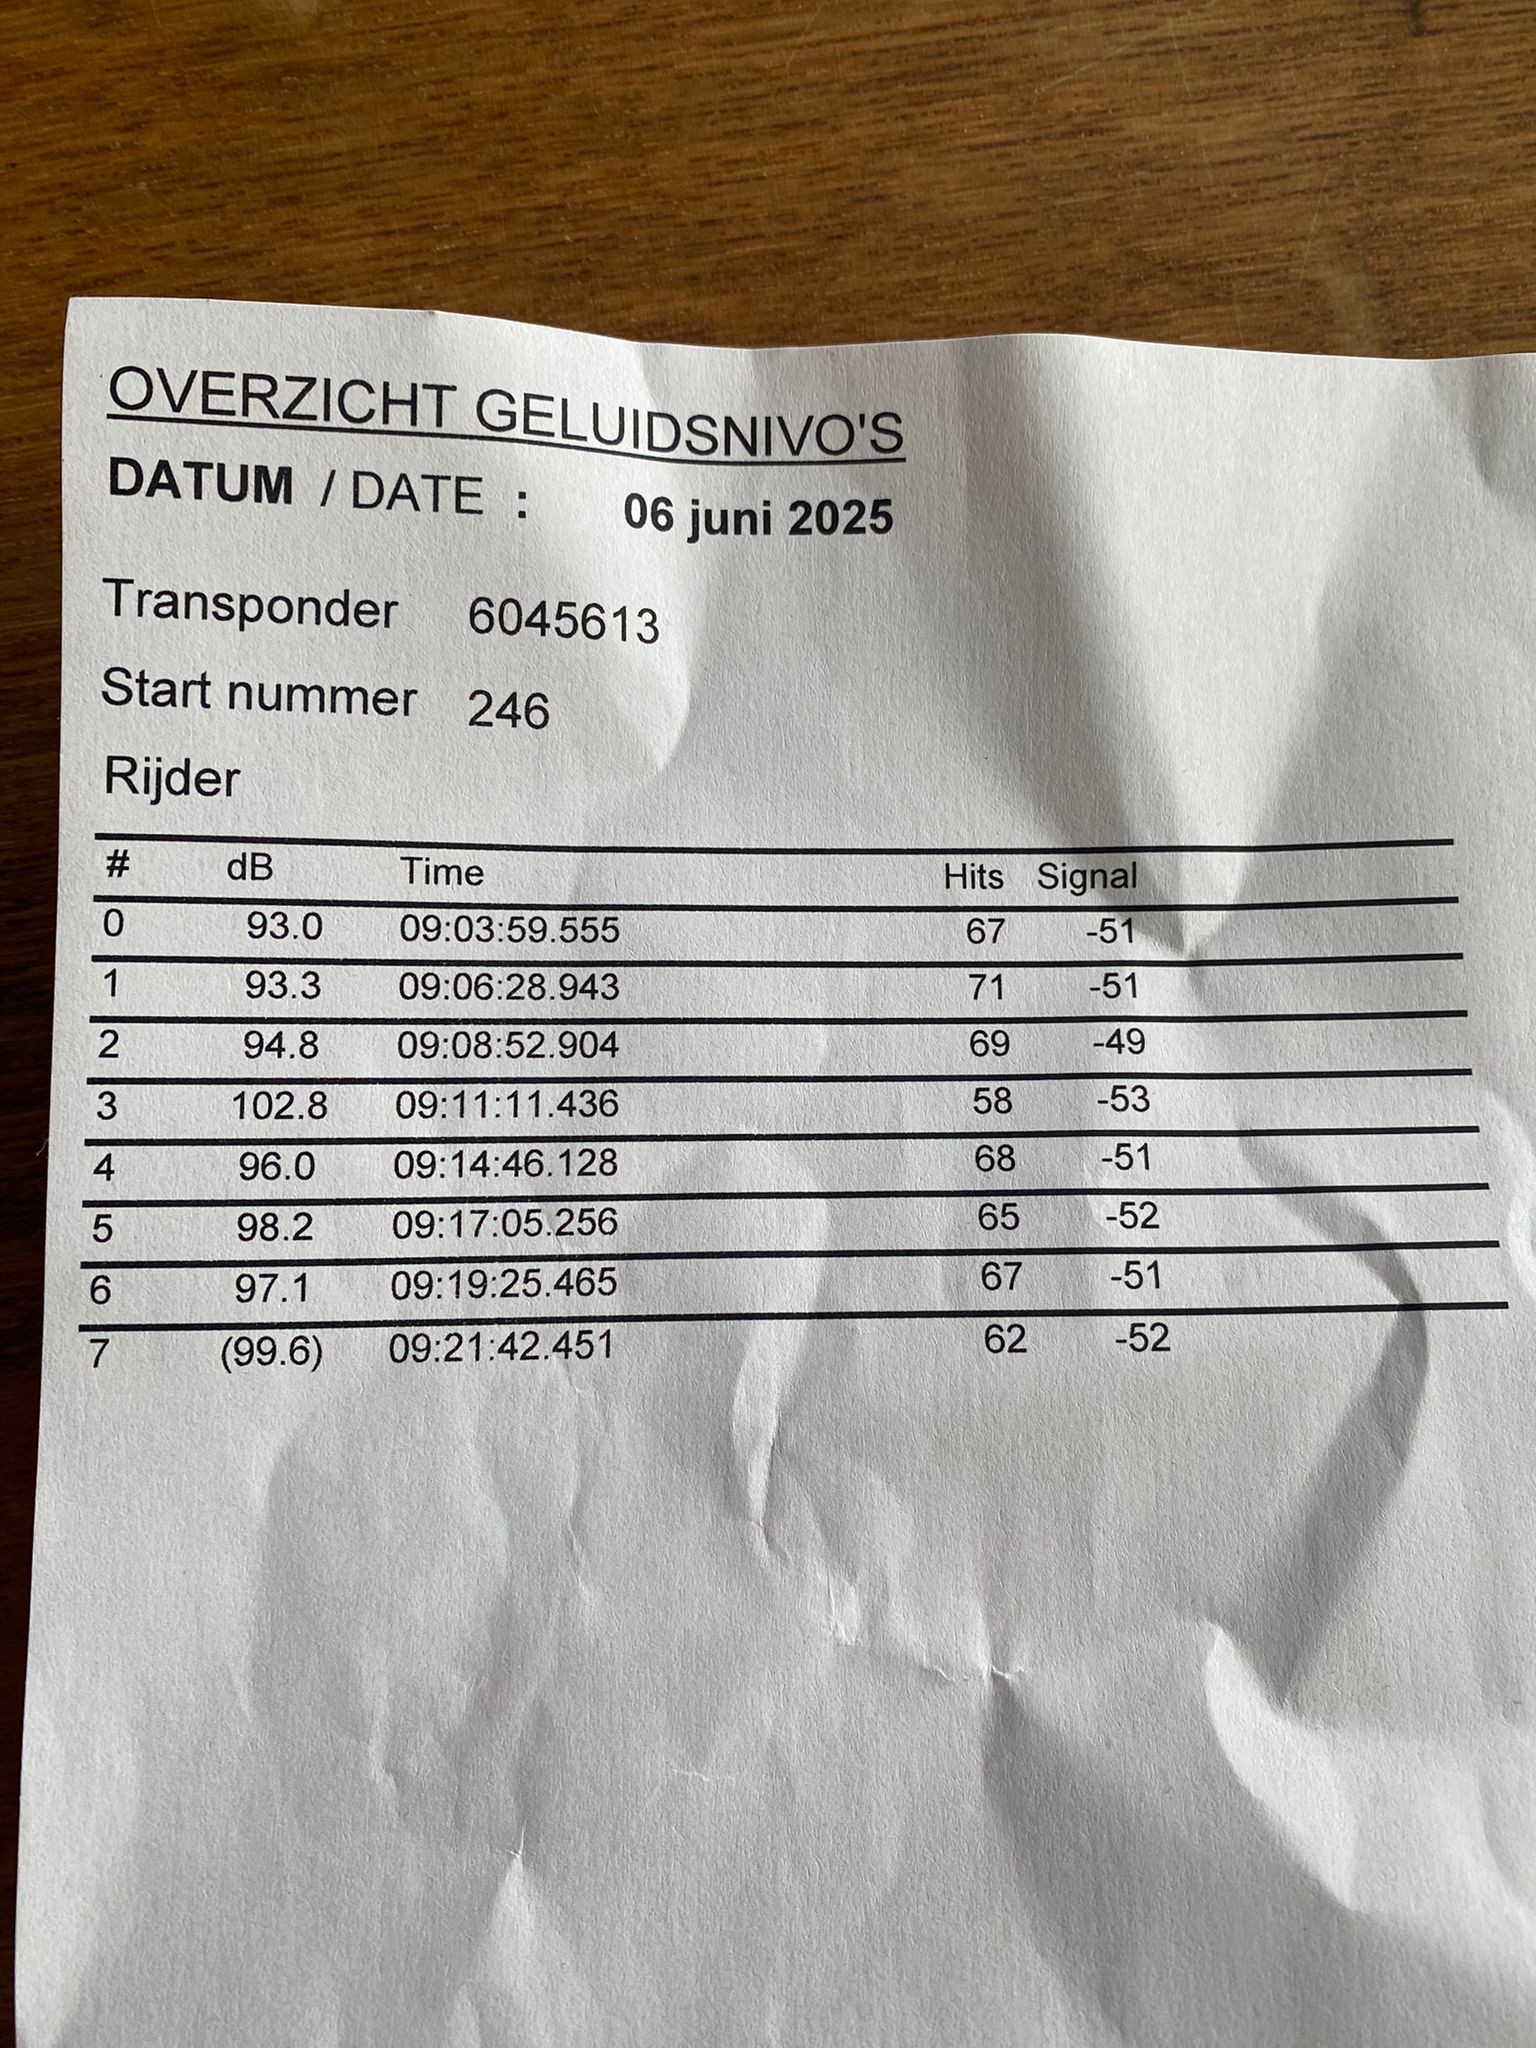 OVERZICHT GELUIDSNIVO'S
DATUM / DATE : 06 juni 2025
Transponder 6045613
Start nummer 246
Rijder
# dB Time Hits Signal
0 93.0 09:03:59.555 67 -51
1 93.3 09:06:28.943 71 -51
2 94.8 09:08:52.904 69 -49
3 102.8 09:11:11.436 58 -53
4 96.0 09:14:46.128 68 -51
5 98.2 09:17:05.256 65 -52
6 97.1 09:19:25.465 67 -51
7 (99.6) 09:21:42.451 62 -52